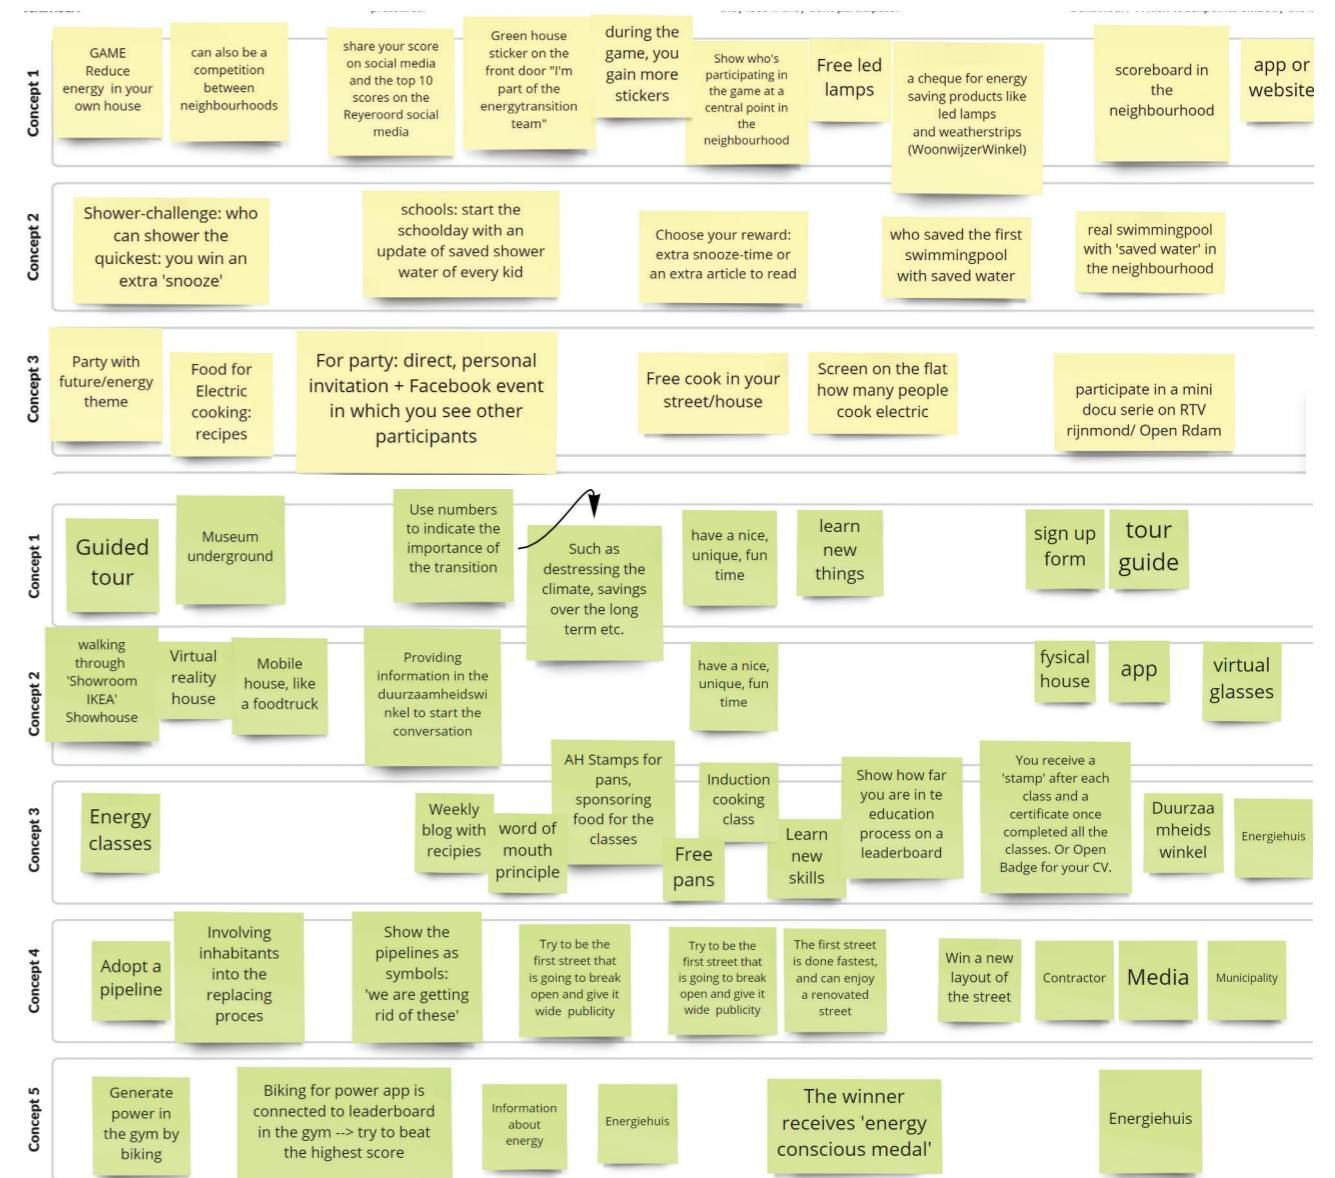 pressures.
they lose if they don't participate.
Concept 1
GAME
Reduce
energy in your
own house
can also be a
competition
between
neighbourhoods
share your score
on social media
and the top 10
scores on the
Reyeroord social
media
Green house
sticker on the
front door "I'm
part of the
energytransition
team"
during the
game, you
gain more
stickers
Show who's
participating in
the game at a
central point in
the
neighbourhood
Free led
lamps
a cheque for energy
saving products like
led lamps
and weatherstrips
(WoonwijzerWinkel)
scoreboard in
the
neighbourhood
app or
website
Concept 2
Shower-challenge: who
can shower the
quickest: you win an
extra 'snooze'
schools: start the
schoolday with an
update of saved shower
water of every kid
Choose your reward:
extra snooze-time or
an extra article to read
who saved the first
swimmingpool
with saved water
real swimmingpool
with 'saved water' in
the neighbourhood
Concept 3
Party with
future/energy
theme
Food for
Electric
cooking:
recipes
For party: direct, personal
invitation + Facebook event
in which you see other
participants
Free cook in your
street/house
Screen on the flat
how many people
cook electric
participate in a mini
docu serie on RTV
rijnmond/ Open Rdam
Concept 1
Guided
tour
Museum
underground
Use numbers
to indicate the
importance of
the transition
Such as
destressing the
climate, savings
over the long
term etc.
have a nice,
unique, fun
time
learn
new
things
sign up
form
tour
guide
Concept 2
walking
through
'Showroom
IKEA'
Showhouse
Virtual
reality
house
Mobile
house, like
a foodtruck
Providing
information in the
duurzaamheidswi
nkel to start the
conversation
have a nice,
unique, fun
time
fysical
house
app
virtual
glasses
Concept 3
Energy
classes
Weekly
blog with
recipies
word of
mouth
principle
AH Stamps for
pans,
sponsoring
food for the
classes
Free
pans
Induction
cooking
class
Learn
new
skills
Show how far
you are in te
education
process on a
leaderboard
You receive a
'stamp' after each
class and a
certificate once
completed all the
classes. Or Open
Badge for your CV.
Duurzaa
mheids
winkel
Energiehuis
Concept 4
Adopt a
pipeline
Involving
inhabitants
into the
replacing
proces
Show the
pipelines as
symbols:
'we are getting
rid of these'
Try to be the
first street that
is going to break
open and give it
wide publicity
Try to be the
first street that
is going to break
open and give it
wide publicity
The first street
is done fastest,
and can enjoy
a renovated
street
Win a new
layout of
the street
Contractor
Media
Municipality
Concept 5
Generate
power in
the gym by
biking
Biking for power app is
connected to leaderboard
in the gym --> try to beat
the highest score
Information
about
energy
Energiehuis
The winner
receives 'energy
conscious medal'
Energiehuis